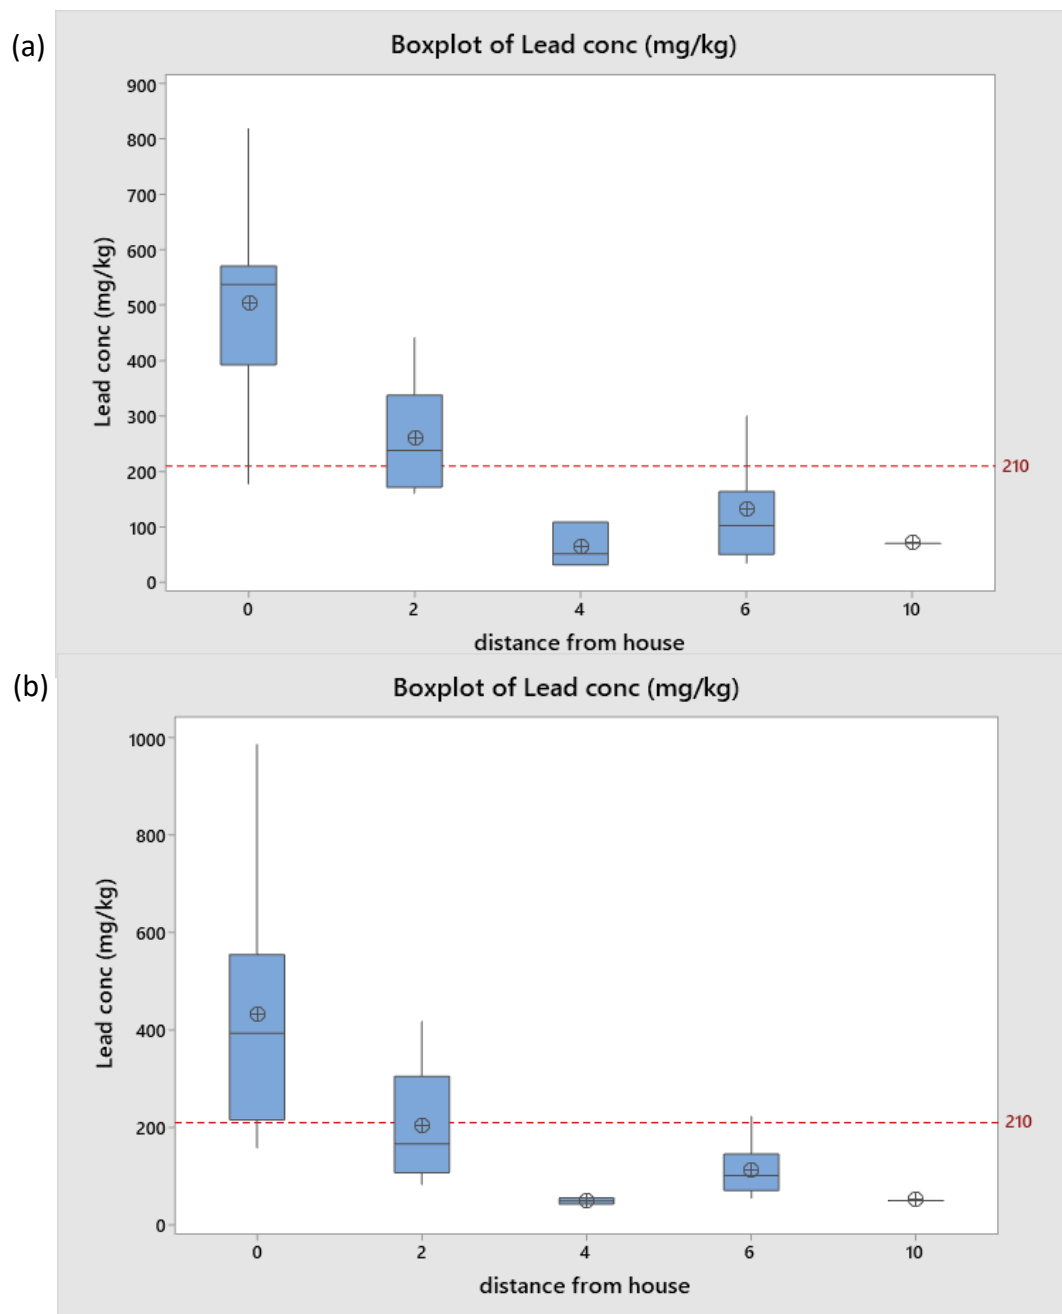 (a)
Boxplot of Lead conc (mg/kg)
900
800
700
600
500
400
300
200
100
0
Lead conc (mg/kg)
210
0 2 4 6 10
distance from house
(b)
Boxplot of Lead conc (mg/kg)
1000
800
600
400
200
0
Lead conc (mg/kg)
210
0 2 4 6 10
distance from house